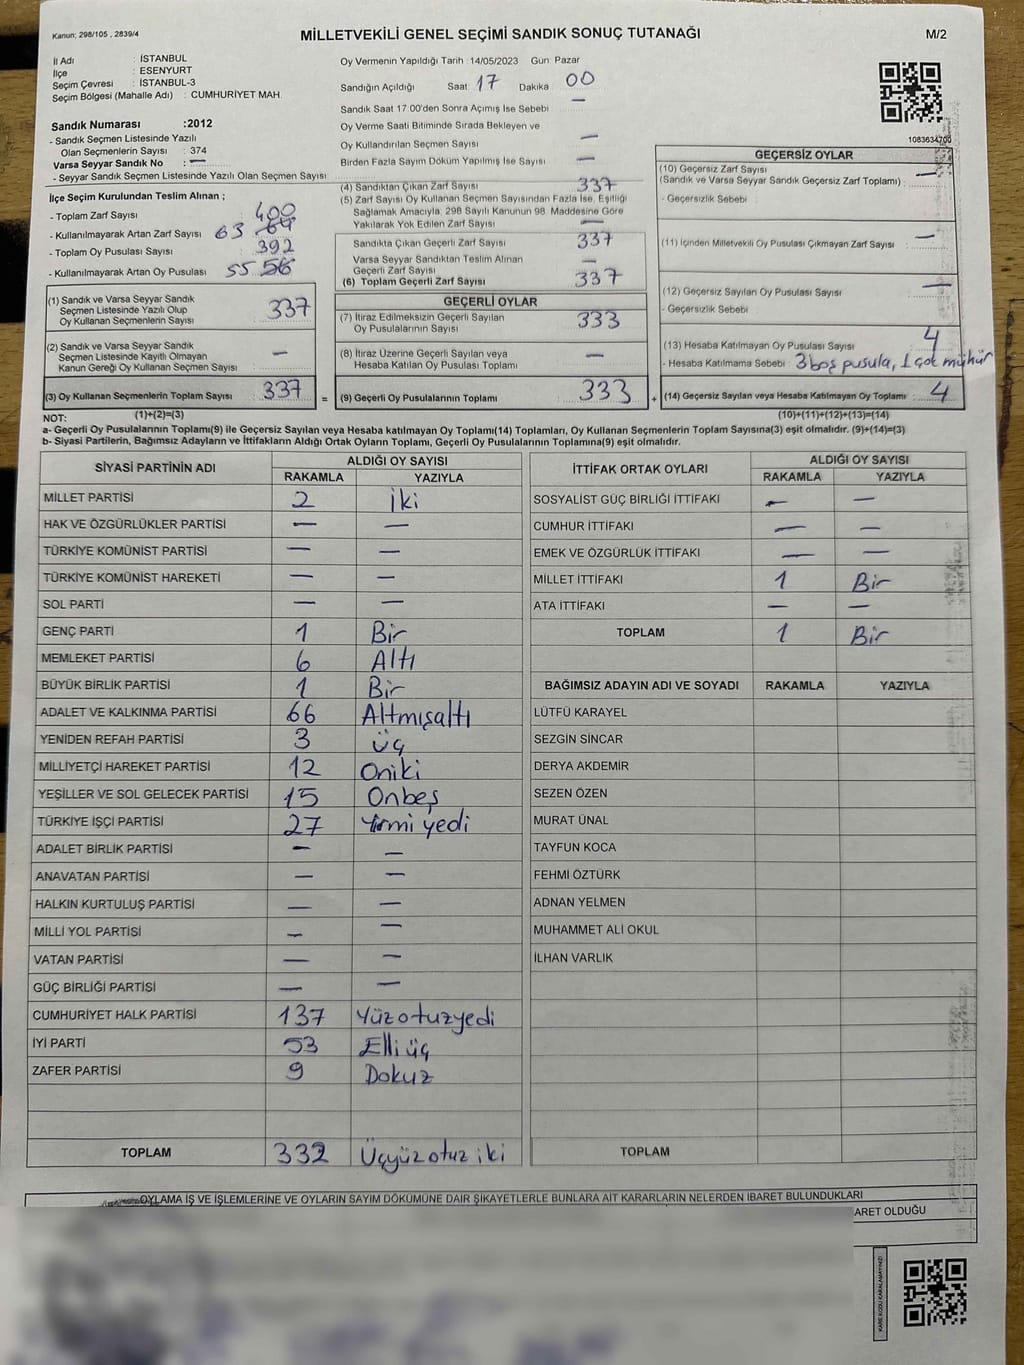 Kanun; 298/105 , 2839/4
MİLLETVEKİLİ GENEL SEÇİMİ SANDIK SONUÇ TUTANAĞI
M/2
İl Adı : İSTANBUL
İlçe : ESENYURT
Seçim Çevresi : İSTANBUL-3
Seçim Bölgesi (Mahalle Adı) : CUMHURİYET MAH.
Sandık Numarası :2012
- Sandık Seçmen Listesinde Yazılı
Olan Seçmenlerin Sayısı : 374
Varsa Seyyar Sandık No : —
- Seyyar Sandık Seçmen Listesinde Yazılı Olan Seçmen Sayısı :
Oy Vermenin Yapıldığı Tarih : 14/05/2023 Gün Pazar
Sandığın Açıldığı Saat : 17 Dakika : 00
Sandık Saat 17.00'den Sonra Açımış İse Sebebi —
Oy Verme Saati Bitiminde Sırada Bekleyen ve
Oy Kullandırılan Seçmen Sayısı —
Birden Fazla Sayım Döküm Yapılmış İse Sayısı —
1083634700
İlçe Seçim Kurulundan Teslim Alınan ;
- Toplam Zarf Sayısı : 400
- Kullanılmayarak Artan Zarf Sayısı : 63 64
- Toplam Oy Pusulası : 392
- Kullanılmayarak Artan Oy Pusulası : 55 56
(1) Sandık ve Varsa Seyyar Sandık
Seçmen Listesinde Yazılı Olup
Oy Kullanan Seçmenlerin Sayısı : 337
(2) Sandık ve Varsa Seyyar Sandık
Seçmen Listesinde Kayıtlı Olmayan
Kanun Gereği Oy Kullanan Seçmen Sayısı : —
(3) Oy Kullanan Seçmenlerin Toplam Sayısı : 337
(1)+(2)=(3)
(4) Sandıktan Çıkan Zarf Sayısı : 337
(5) Zarf Sayısı Oy Kullanan Seçmen Sayısından Fazla İse, Eşitliği
Sağlamak Amacıyla, 298 Sayılı Kanunun 98. Maddesine Göre
Yakılarak Yok Edilen Zarf Sayısı : —
Sandıkta Çıkan Geçerli Zarf Sayısı : 337
Varsa Seyyar Sandıktan Teslim Alınan
Geçerli Zarf Sayısı : —
(6) Toplam Geçerli Zarf Sayısı : 337
GEÇERLİ OYLAR
(7) İtiraz Edilmeksizin Geçerli Sayılan
Oy Pusulalarının Sayısı : 333
(8) İtiraz Üzerine Geçerli Sayılan veya
Hesaba Katılan Oy Pusulası Toplamı : —
= (9) Geçerli Oy Pusulalarının Toplamı : 333
GEÇERSİZ OYLAR
(10) Geçersiz Zarf Sayısı
(Sandık ve Varsa Seyyar Sandık Geçersiz Zarf Toplamı) : —
- Geçersizlik Sebebi :
(11) İçinden Milletvekili Oy Pusulası Çıkmayan Zarf Sayısı : —
(12) Geçersiz Sayılan Oy Pusulası Sayısı : —
- Geçersizlik Sebebi
(13) Hesaba Katılmayan Oy Pusulası Sayısı : 4
- Hesaba Katılmama Sebebi : 3 boş pusula, 1 çok mühür
+ (14) Geçersiz Sayılan veya Hesaba Katılmayan Oy Toplamı : 4
(10)+(11)+(12)+(13)=(14)
NOT:
a- Geçerli Oy Pusulalarının Toplamı(9) ile Geçersiz Sayılan veya Hesaba katılmayan Oy Toplamı(14) Toplamları, Oy Kullanan Seçmenlerin Toplam Sayısına(3) eşit olmalıdır. (9)+(14)=(3)
b- Siyasi Partilerin, Bağımsız Adayların ve İttifakların Aldığı Ortak Oyların Toplamı, Geçerli Oy Pusulalarının Toplamına(9) eşit olmalıdır.
SİYASİ PARTİNİN ADI ALDIĞI OY SAYISI
RAKAMLA YAZIYLA
MİLLET PARTİSİ 2 İki
HAK VE ÖZGÜRLÜKLER PARTİSİ — —
TÜRKİYE KOMÜNİST PARTİSİ — —
TÜRKİYE KOMÜNİST HAREKETİ — —
SOL PARTİ — —
GENÇ PARTİ 1 Bir
MEMLEKET PARTİSİ 6 Altı
BÜYÜK BİRLİK PARTİSİ 1 Bir
ADALET VE KALKINMA PARTİSİ 66 Altmışaltı
YENİDEN REFAH PARTİSİ 3 Üç
MİLLİYETÇİ HAREKET PARTİSİ 12 Oniki
YEŞİLLER VE SOL GELECEK PARTİSİ 15 Onbeş
TÜRKİYE İŞÇİ PARTİSİ 27 Yirmi yedi
ADALET BİRLİK PARTİSİ — —
ANAVATAN PARTİSİ — —
HALKIN KURTULUŞ PARTİSİ — —
MİLLİ YOL PARTİSİ — —
VATAN PARTİSİ — —
GÜÇ BİRLİĞİ PARTİSİ — —
CUMHURİYET HALK PARTİSİ 137 Yüzotuzyedi
İYİ PARTİ 53 Elliüç
ZAFER PARTİSİ 9 Dokuz
TOPLAM 332 Üçyüzotuziki
İTTİFAK ORTAK OYLARI ALDIĞI OY SAYISI
RAKAMLA YAZIYLA
SOSYALİST GÜÇ BİRLİĞİ İTTİFAKI — —
CUMHUR İTTİFAKI — —
EMEK VE ÖZGÜRLÜK İTTİFAKI — —
MİLLET İTTİFAKI 1 Bir
ATA İTTİFAKI — —
TOPLAM 1 Bir
BAĞIMSIZ ADAYIN ADI VE SOYADI RAKAMLA YAZIYLA
LÜTFÜ KARAYEL
SEZGİN SİNCAR
DERYA AKDEMİR
SEZEN ÖZEN
MURAT ÜNAL
TAYFUN KOCA
FEHMİ ÖZTÜRK
ADNAN YELMEN
MUHAMMET ALİ OKUL
İLHAN VARLIK
TOPLAM
OYLAMA İŞ VE İŞLEMLERİNE VE OYLARIN SAYIM DÖKÜMÜNE DAİR ŞİKAYETLERLE BUNLARA AİT KARARLARIN NELERDEN İBARET BULUNDUKLARI
ARET OLDUĞU
KARE KODU KARALAMAYINIZ!